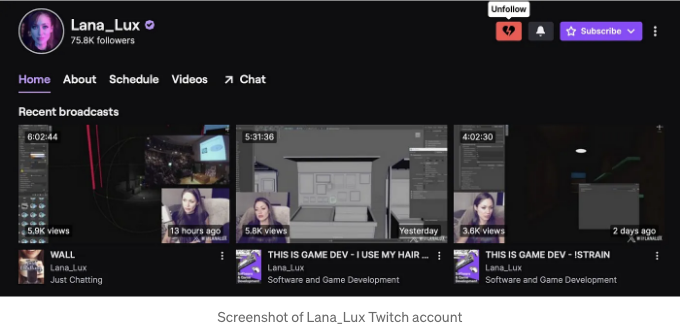 Unfollow
Lana_Lux
75.8K followers
Subscribe
Home About Schedule Videos Chat
Recent broadcasts
6:02:44
5.9K views
13 hours ago
WALL
Lana_Lux
Just Chatting
5:31:36
5.8K views
Yesterday
THIS IS GAME DEV - I USE MY HAIR ...
Lana_Lux
Software and Game Development
4:02:30
3.6K views
2 days ago
THIS IS GAME DEV - !STRAIN
Lana_Lux
Software and Game Development
Screenshot of Lana_Lux Twitch account